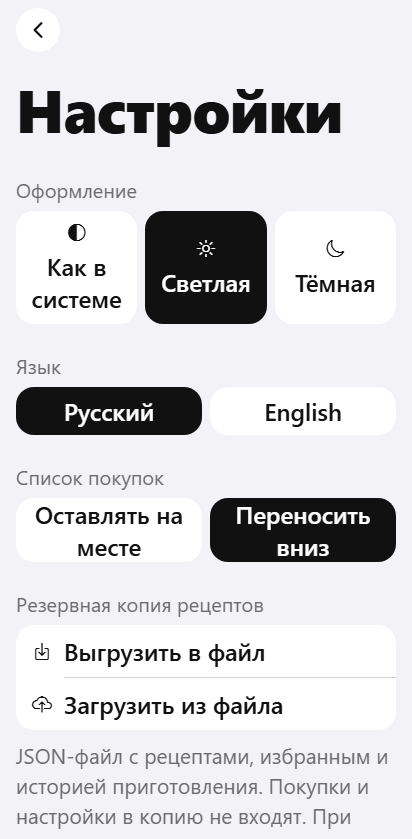 Настройки
Оформление
Как в
системе
Светлая
Тёмная
Язык
Русский
English
Список покупок
Оставлять на
месте
Переносить
вниз
Резервная копия рецептов
Выгрузить в файл
Загрузить из файла
JSON-файл с рецептами, избранным и
историей приготовления. Покупки и
настройки в копию не входят. При